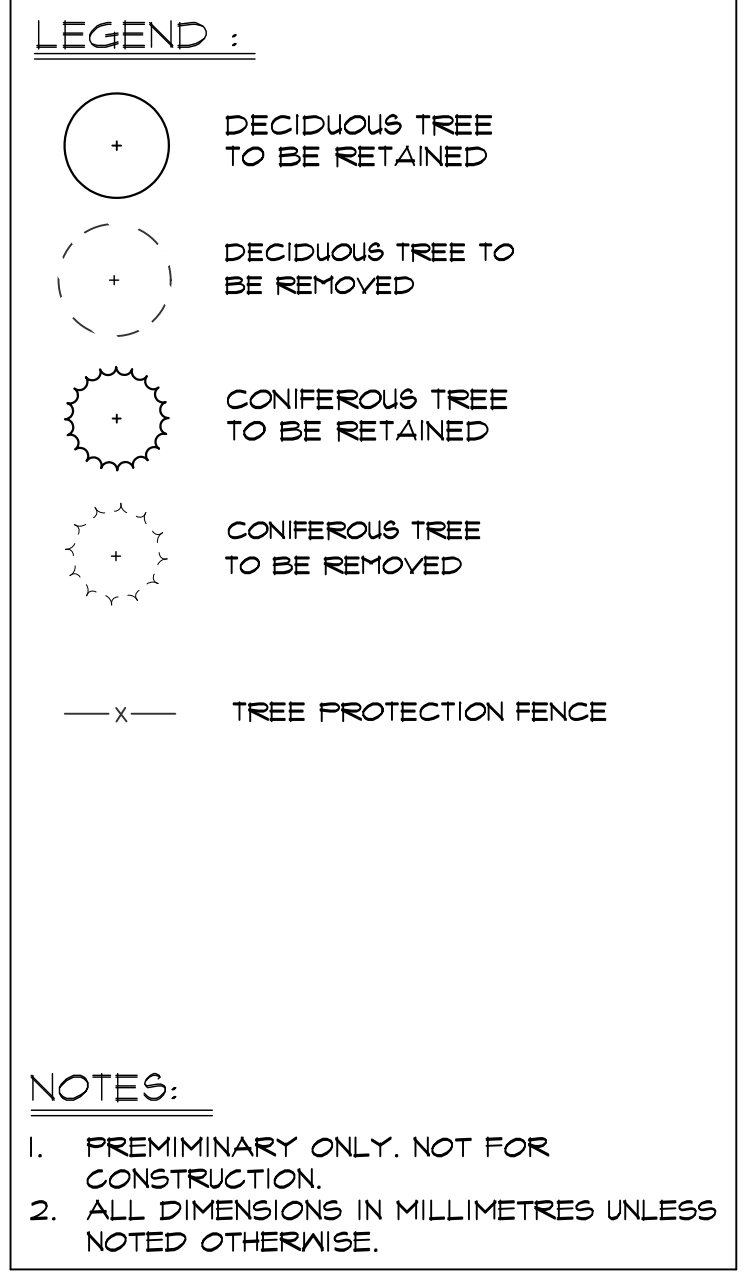 LEGEND :
DECIDUOUS TREE
TO BE RETAINED
DECIDUOUS TREE TO
BE REMOVED
CONIFEROUS TREE
TO BE RETAINED
CONIFEROUS TREE
TO BE REMOVED
X TREE PROTECTION FENCE
NOTES:
1. PREMIMINARY ONLY. NOT FOR
CONSTRUCTION.
2. ALL DIMENSIONS IN MILLIMETRES UNLESS
NOTED OTHERWISE.